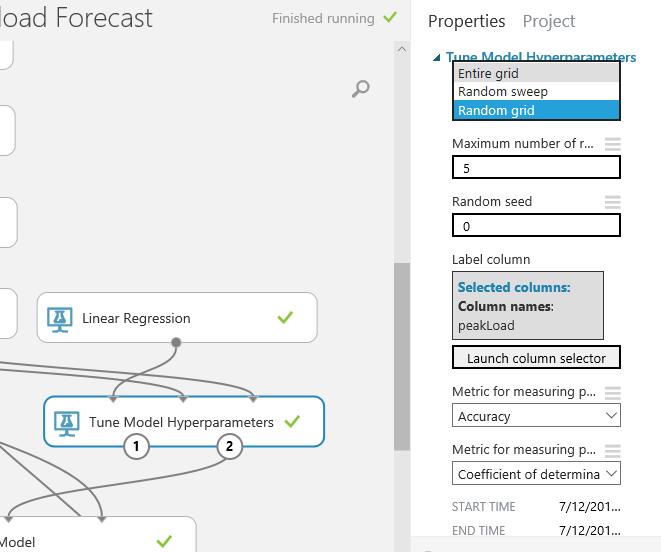 load Forecast
Finished running
Linear Regression
Tune Model Hyperparameters
1
2
Model
Properties
Project
Tune Model Hyperparameters
Entire grid
Random sweep
Random grid
Maximum number of r...
5
Random seed
0
Label column
Selected columns:
Column names:
peakLoad
Launch column selector
Metric for measuring p...
Accuracy
Metric for measuring p...
Coefficient of determina
START TIME
7/12/201...
END TIME
7/12/201...